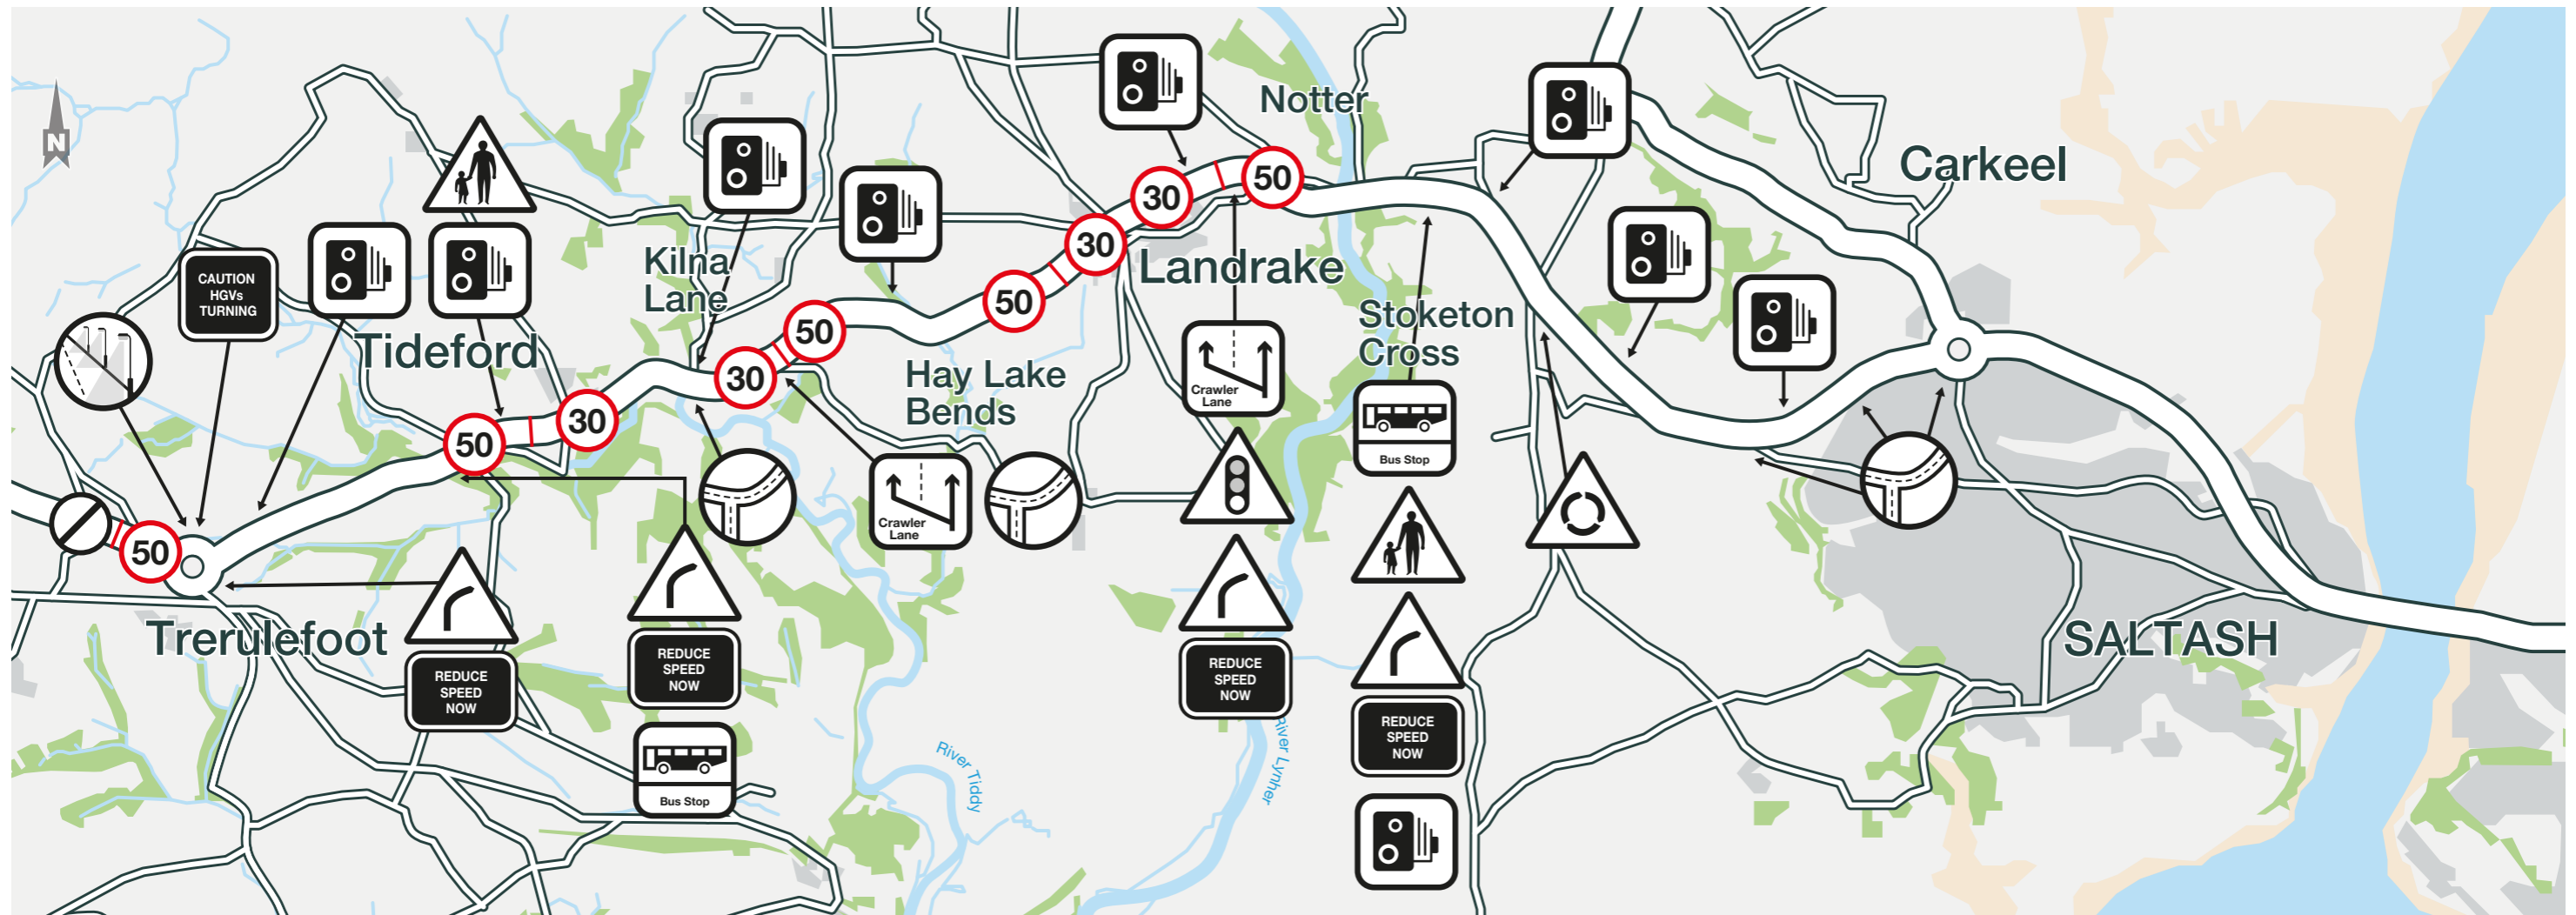 N
Notter
Carkeel
50
30
30
Kilna
Lane
CAUTION
HGVs
TURNING
Landrake
50
50
Tideford
Stoketon
Cross
30
Hay Lake
Bends
Crawler
Lane
30
50
Bus Stop
Crawler
Lane
50
Trerulefoot
SALTASH
REDUCE
SPEED
NOW
REDUCE
SPEED
NOW
REDUCE
SPEED
NOW
REDUCE
SPEED
NOW
Bus Stop
River Tiddy
River Lynher